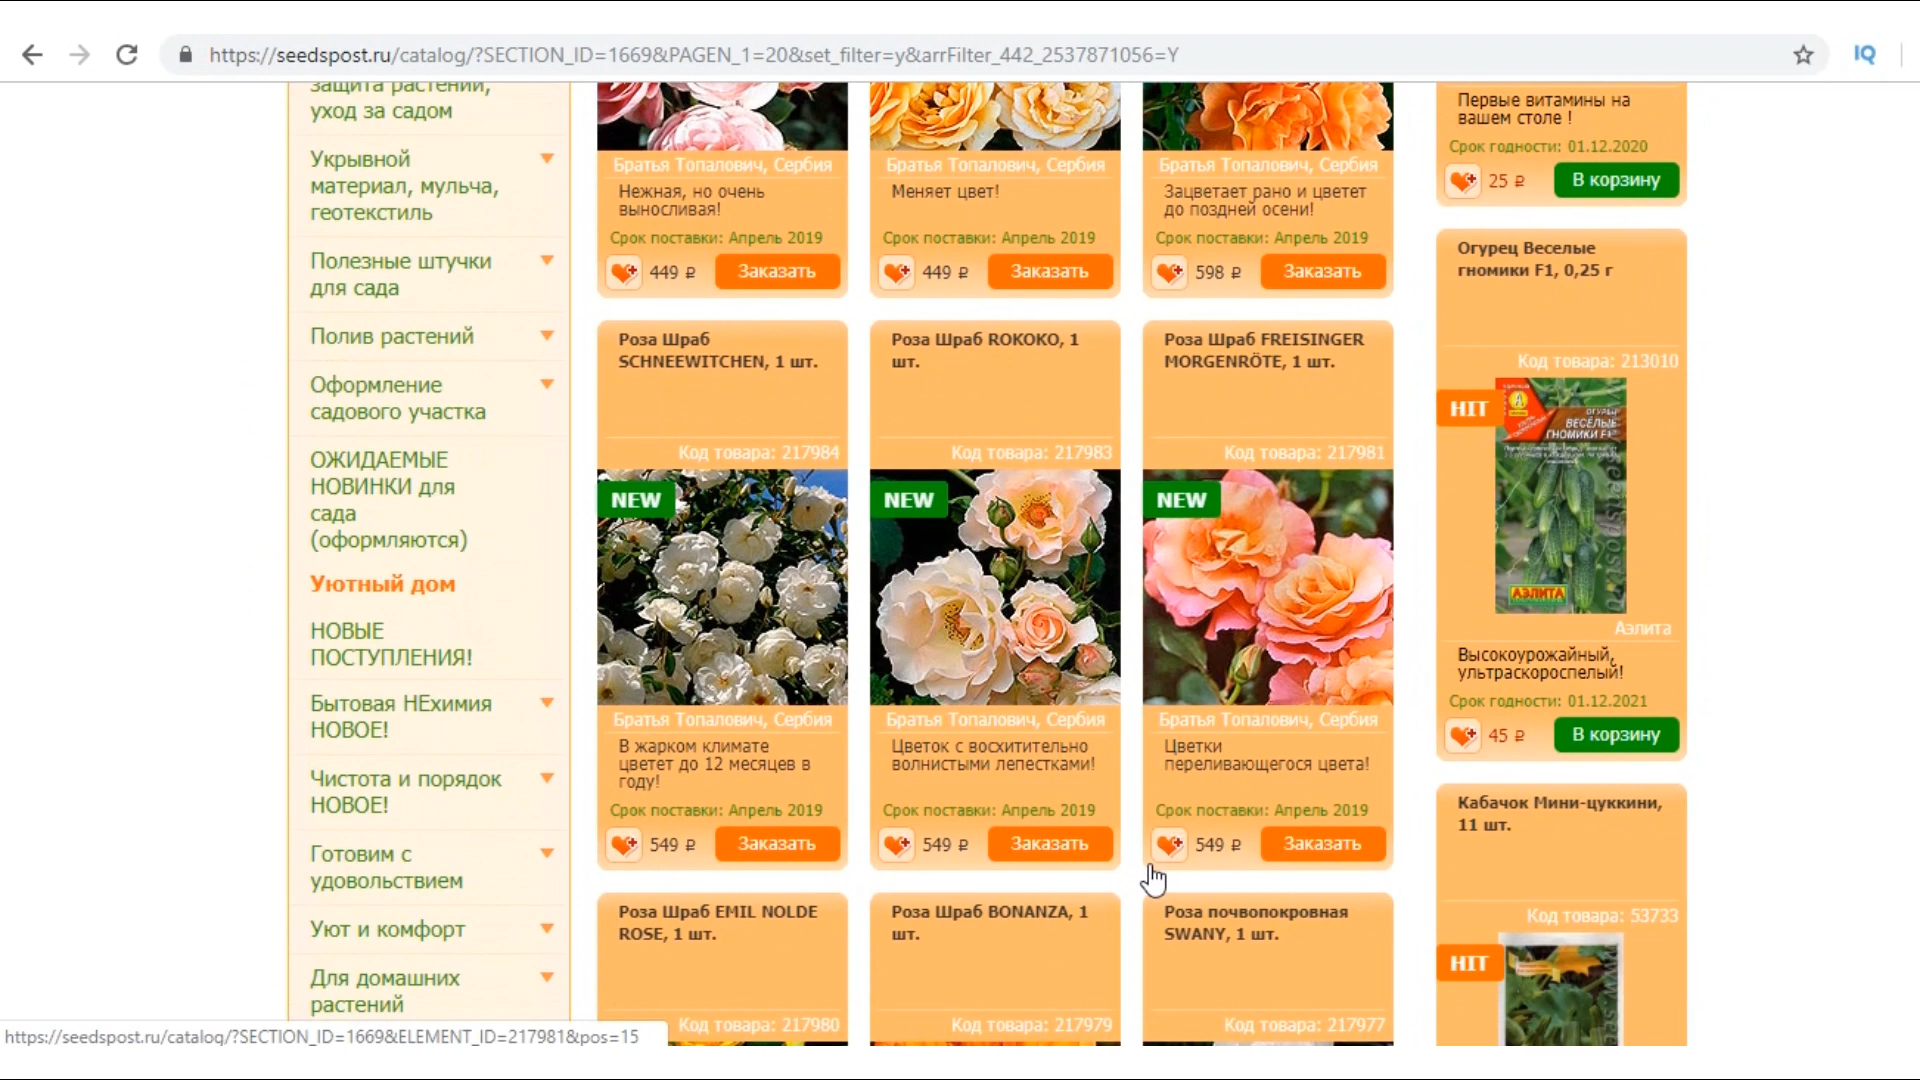 https://seedspost.ru/catalog/?SECTION_ID=1669&PAGEN_1=20&set_filter=y&arrFilter_442_2537871056=Y
IQ
защита растений,
уход за садом
Укрывной
материал, мульча,
геотекстиль
Полезные штучки
для сада
Полив растений
Оформление
садового участка
ОЖИДАЕМЫЕ
НОВИНКИ для
сада
(оформляются)
Уютный дом
НОВЫЕ
ПОСТУПЛЕНИЯ!
Бытовая НЕхимия
НОВОЕ!
Чистота и порядок
НОВОЕ!
Готовим с
удовольствием
Уют и комфорт
Для домашних
растений
Братья Топалович, Сербия
Нежная, но очень
выносливая!
Срок поставки: Апрель 2019
449 ₽
Заказать
Братья Топалович, Сербия
Меняет цвет!
Срок поставки: Апрель 2019
449 ₽
Заказать
Братья Топалович, Сербия
Зацветает рано и цветет
до поздней осени!
Срок поставки: Апрель 2019
598 ₽
Заказать
Роза Шраб
SCHNEEWITCHEN, 1 шт.
Код товара: 217984
NEW
Братья Топалович, Сербия
В жарком климате
цветет до 12 месяцев в
году!
Срок поставки: Апрель 2019
549 ₽
Заказать
Роза Шраб ROKOKO, 1
шт.
Код товара: 217983
NEW
Братья Топалович, Сербия
Цветок с восхитительно
волнистыми лепестками!
Срок поставки: Апрель 2019
549 ₽
Заказать
Роза Шраб FREISINGER
MORGENRÖTE, 1 шт.
Код товара: 217981
NEW
Братья Топалович, Сербия
Цветки
переливающегося цвета!
Срок поставки: Апрель 2019
549 ₽
Заказать
Роза Шраб EMIL NOLDE
ROSE, 1 шт.
Код товара: 217980
Роза Шраб BONANZA, 1
шт.
Код товара: 217979
Роза почвопокровная
SWANY, 1 шт.
Код товара: 217977
Первые витамины на
вашем столе !
Срок годности: 01.12.2020
25 ₽
В корзину
Огурец Веселые
гномики F1, 0,25 г
Код товара: 213010
HIT
ОГУРЕЦ
ВЕСЁЛЫЕ
ГНОМИКИ F1
АЭЛИТА
Аэлита
Высокоурожайный,
ультраскороспелый!
Срок годности: 01.12.2021
45 ₽
В корзину
Кабачок Мини-цуккини,
11 шт.
Код товара: 53733
HIT
https://seedspost.ru/catalog/?SECTION_ID=1669&ELEMENT_ID=217981&pos=15